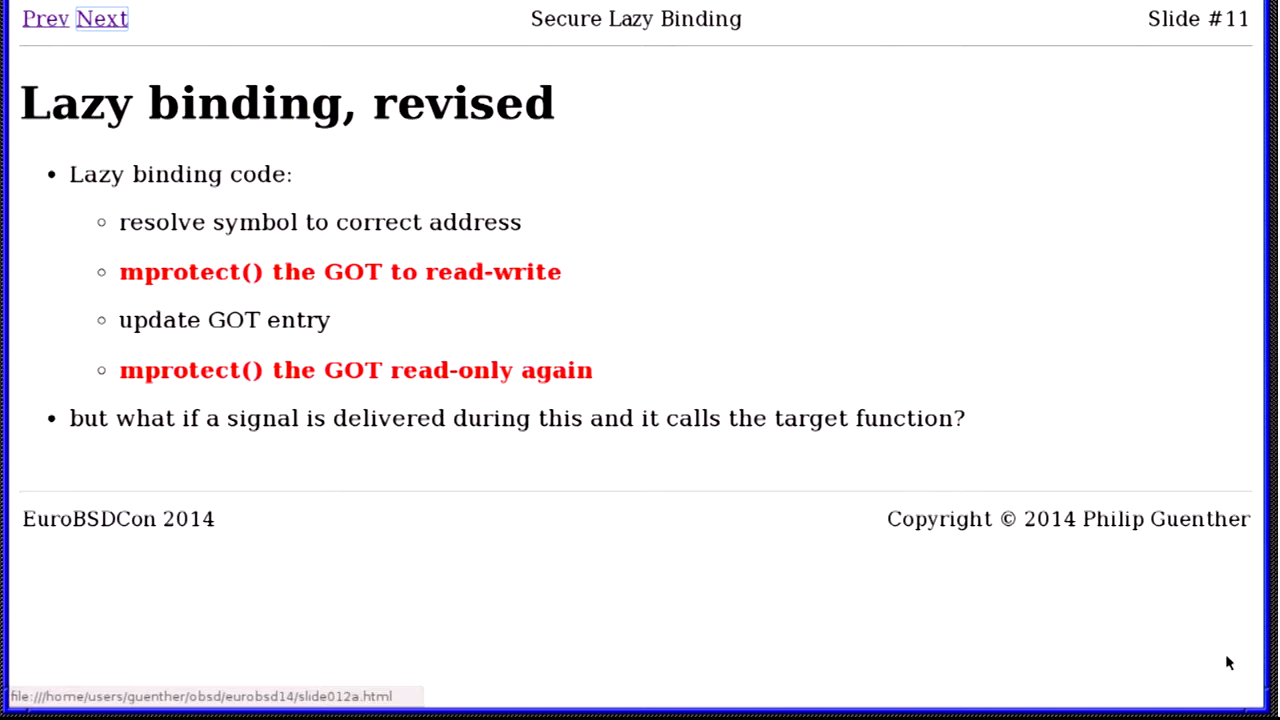 Prev Next Secure Lazy Binding Slide #11
Lazy binding, revised
• Lazy binding code:
◦ resolve symbol to correct address
◦ mprotect() the GOT to read-write
◦ update GOT entry
◦ mprotect() the GOT read-only again
• but what if a signal is delivered during this and it calls the target function?
EuroBSDCon 2014 Copyright © 2014 Philip Guenther
file:///home/users/guenther/obsd/eurobsd14/slide012a.html